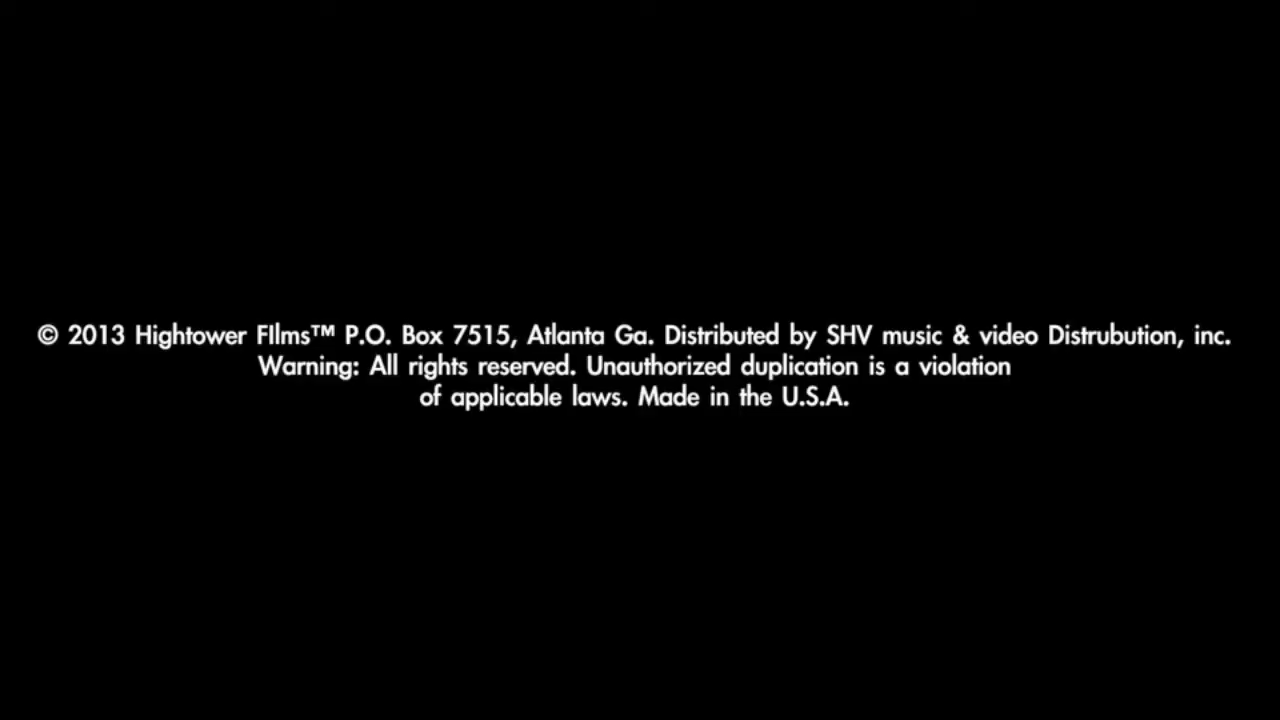 © 2013 Hightower FIlms™ P.O. Box 7515, Atlanta Ga. Distributed by SHV music & video Distrubution, inc.
Warning: All rights reserved. Unauthorized duplication is a violation
of applicable laws. Made in the U.S.A.